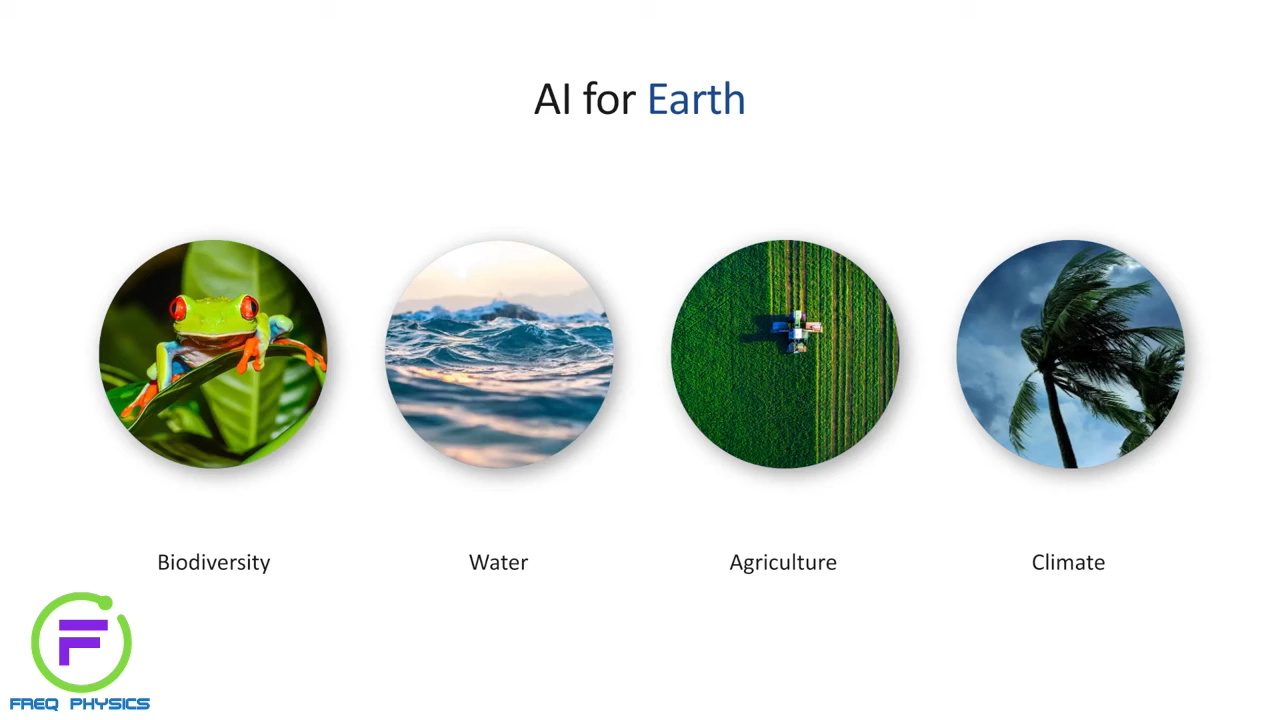 AI for Earth
Biodiversity
Water
Agriculture
Climate
F
FREQ PHYSICS